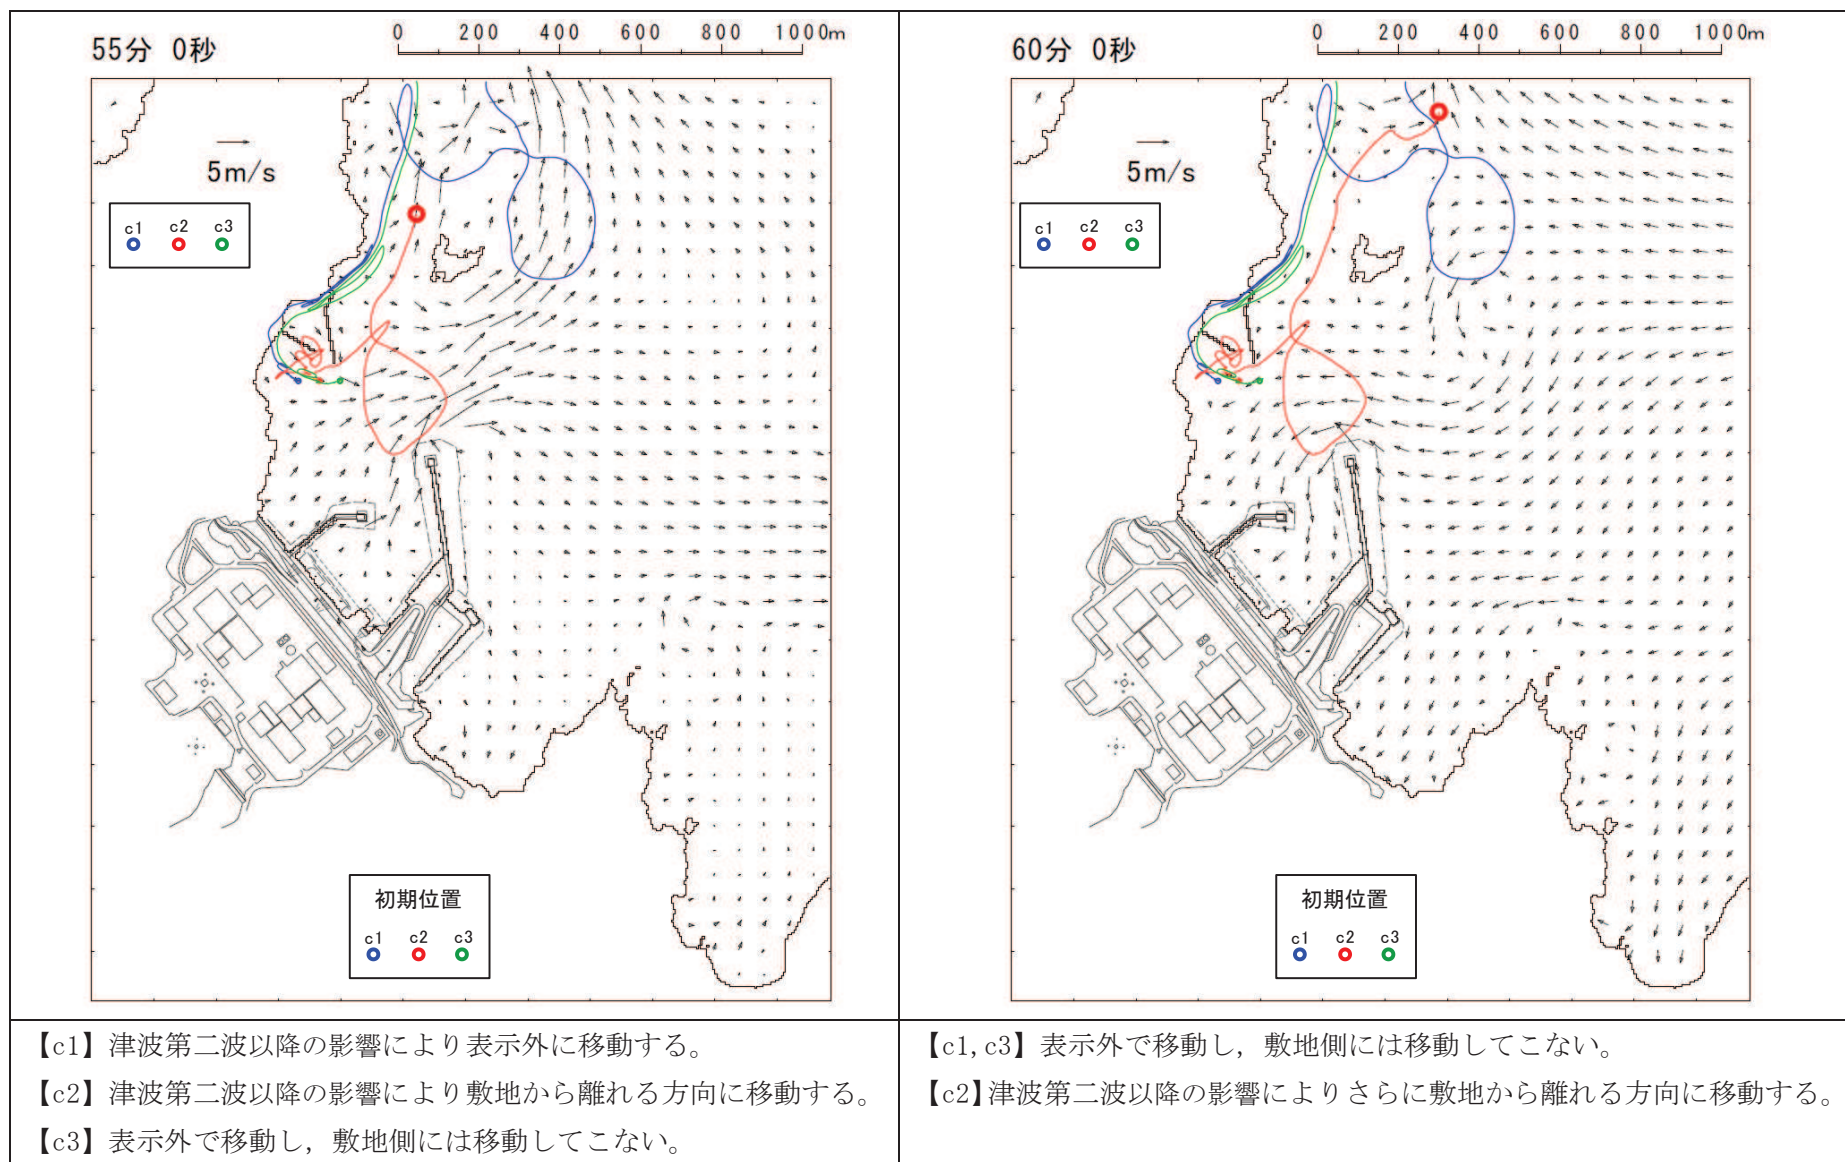 55分 0秒
0 200 400 600 800 1000m
5m/s
c1 c2 c3
初期位置
c1 c2 c3
60分 0秒
0 200 400 600 800 1000m
5m/s
c1 c2 c3
初期位置
c1 c2 c3
【c1】津波第二波以降の影響により表示外に移動する。
【c2】津波第二波以降の影響により敷地から離れる方向に移動する。
【c3】表示外で移動し，敷地側には移動してこない。
【c1,c3】表示外で移動し，敷地側には移動してこない。
【c2】津波第二波以降の影響によりさらに敷地から離れる方向に移動する。